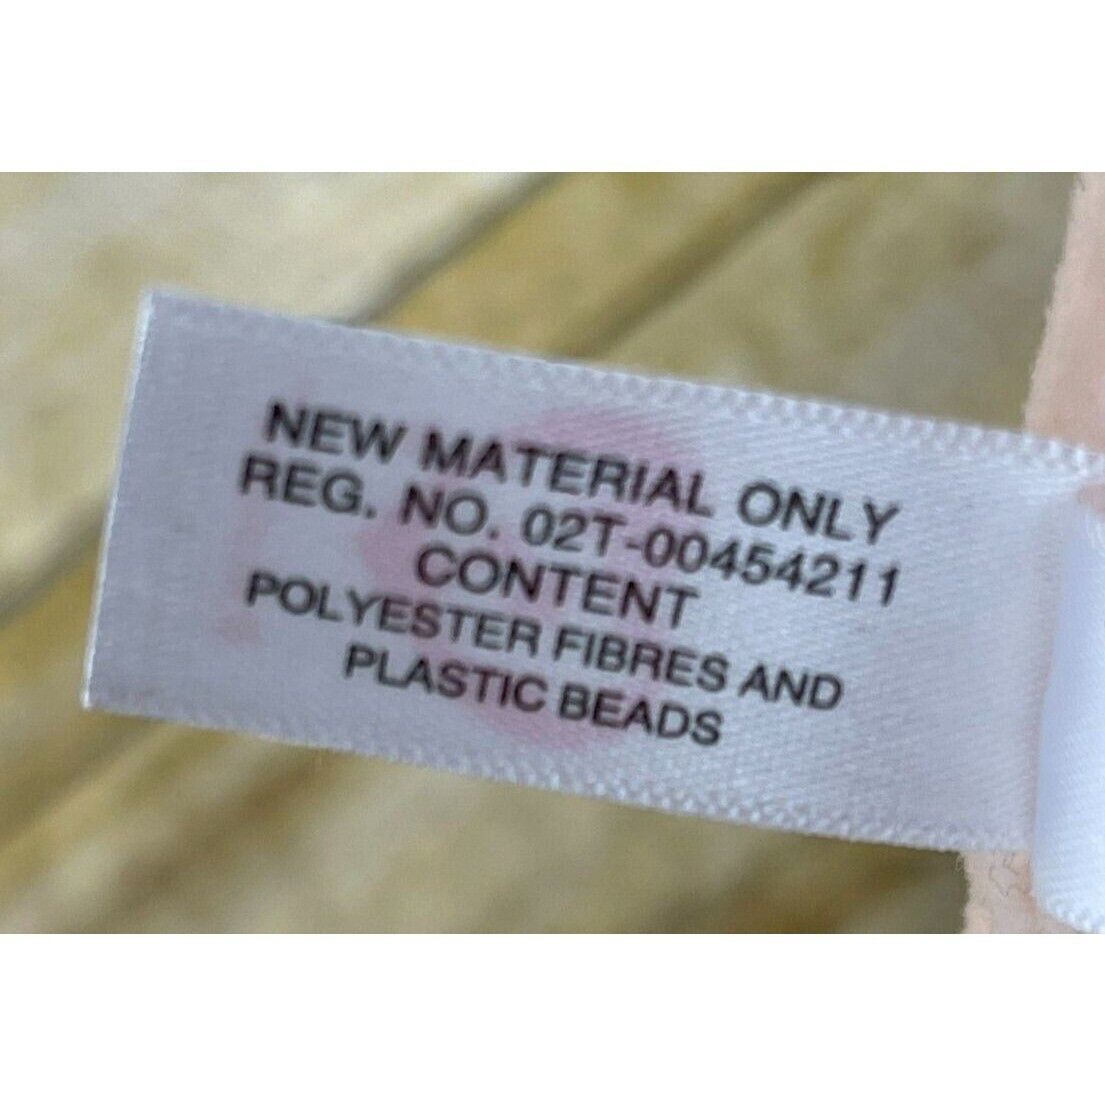 NEW MATERIAL ONLY
REG. NO. 02T-00454211
CONTENT
POLYESTER FIBRES AND
PLASTIC BEADS